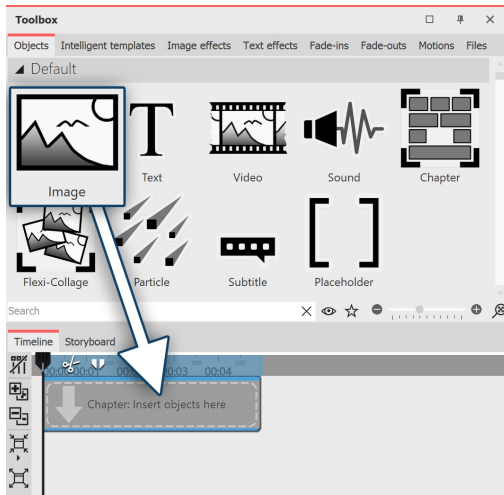 Toolbox
Objects Intelligent templates Image effects Text effects Fade-ins Fade-outs Motions Files
Default
Image Text Video Sound Chapter
Flexi-Collage Particle Subtitle Placeholder
Search
Timeline Storyboard
00:03 00:04
Chapter: Insert objects here